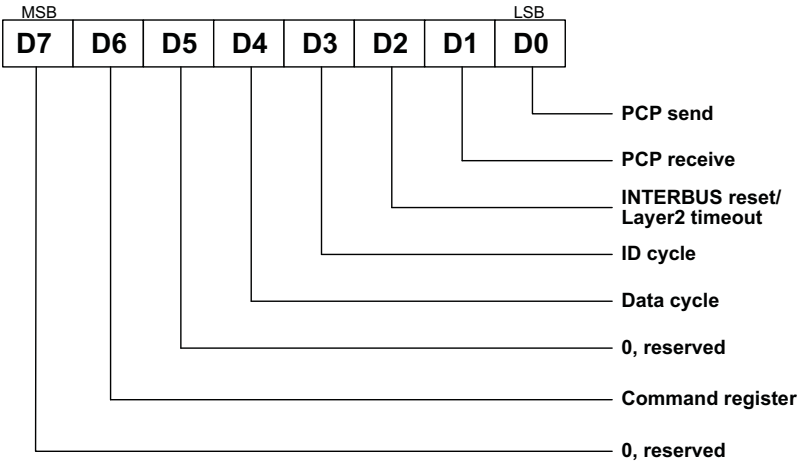 MSB LSB
D7 D6 D5 D4 D3 D2 D1 D0
PCP send
PCP receive
INTERBUS reset/
Layer2 timeout
ID cycle
Data cycle
0, reserved
Command register
0, reserved